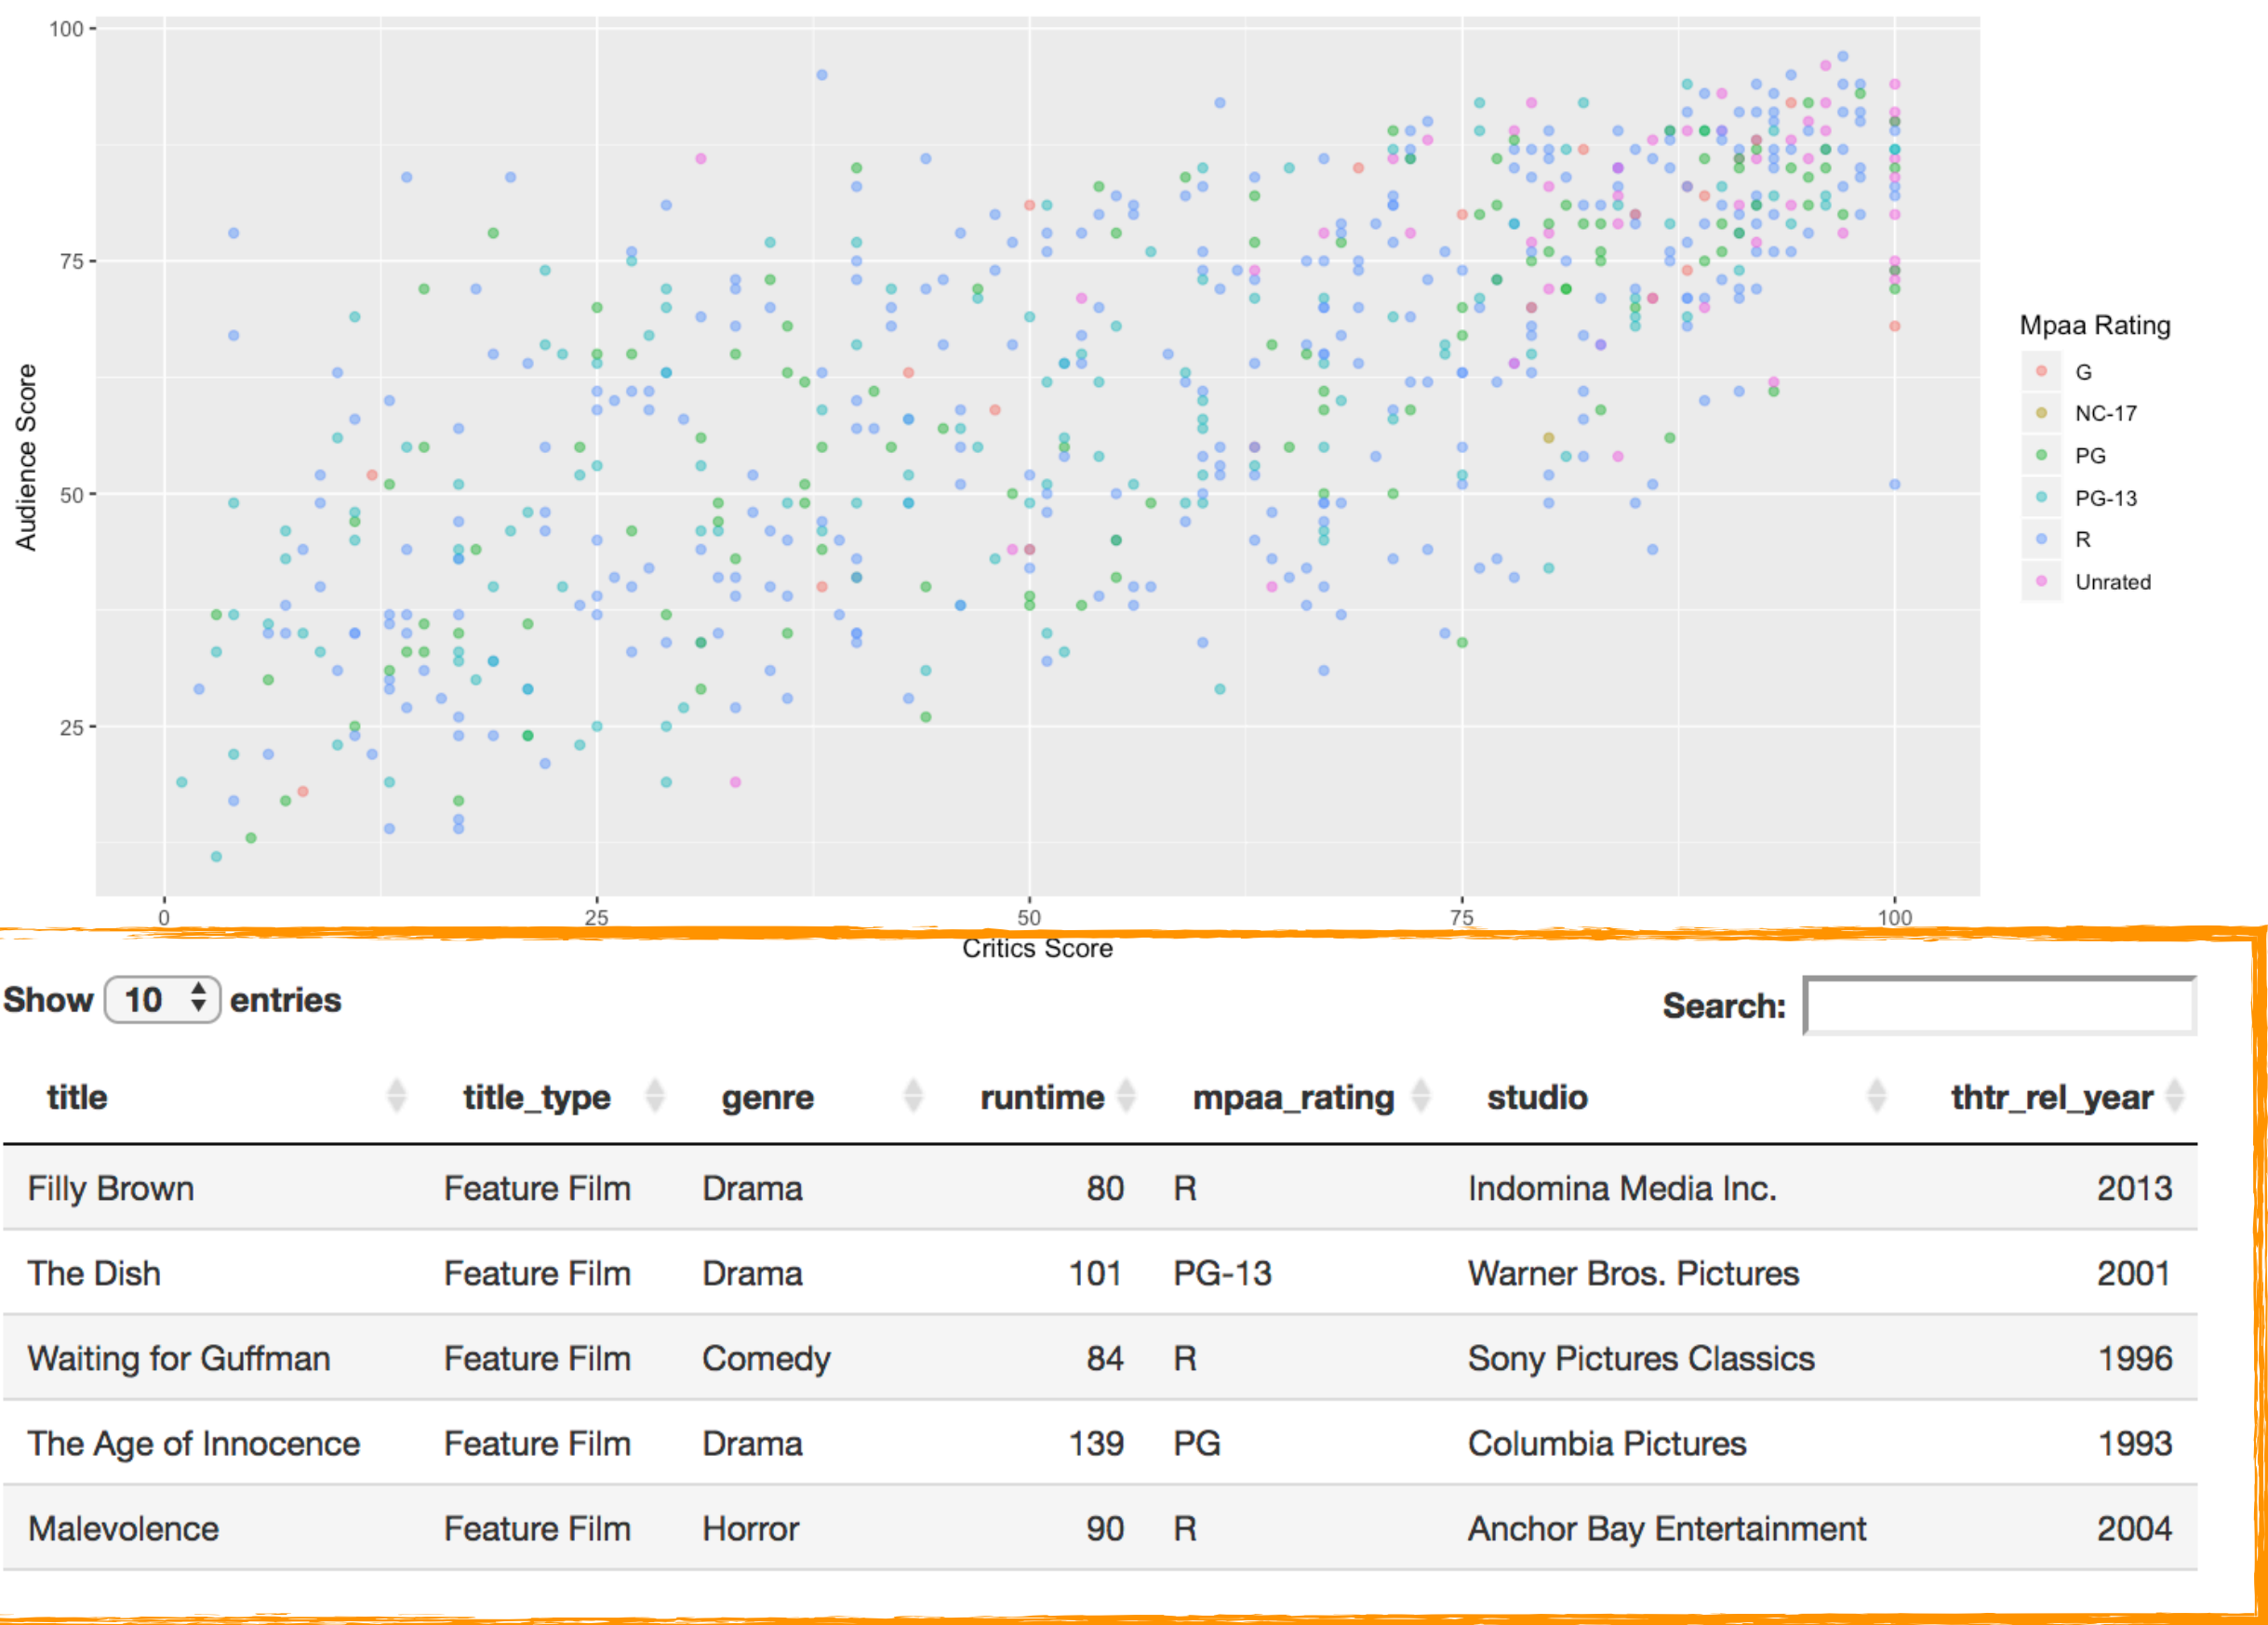 100
75
50
25
Audience Score
0 25 50 75 100
Critics Score
Mpaa Rating
G
NC-17
PG
PG-13
R
Unrated
Show 10 entries Search:
title title_type genre runtime mpaa_rating studio thtr_rel_year
Filly Brown Feature Film Drama 80 R Indomina Media Inc. 2013
The Dish Feature Film Drama 101 PG-13 Warner Bros. Pictures 2001
Waiting for Guffman Feature Film Comedy 84 R Sony Pictures Classics 1996
The Age of Innocence Feature Film Drama 139 PG Columbia Pictures 1993
Malevolence Feature Film Horror 90 R Anchor Bay Entertainment 2004